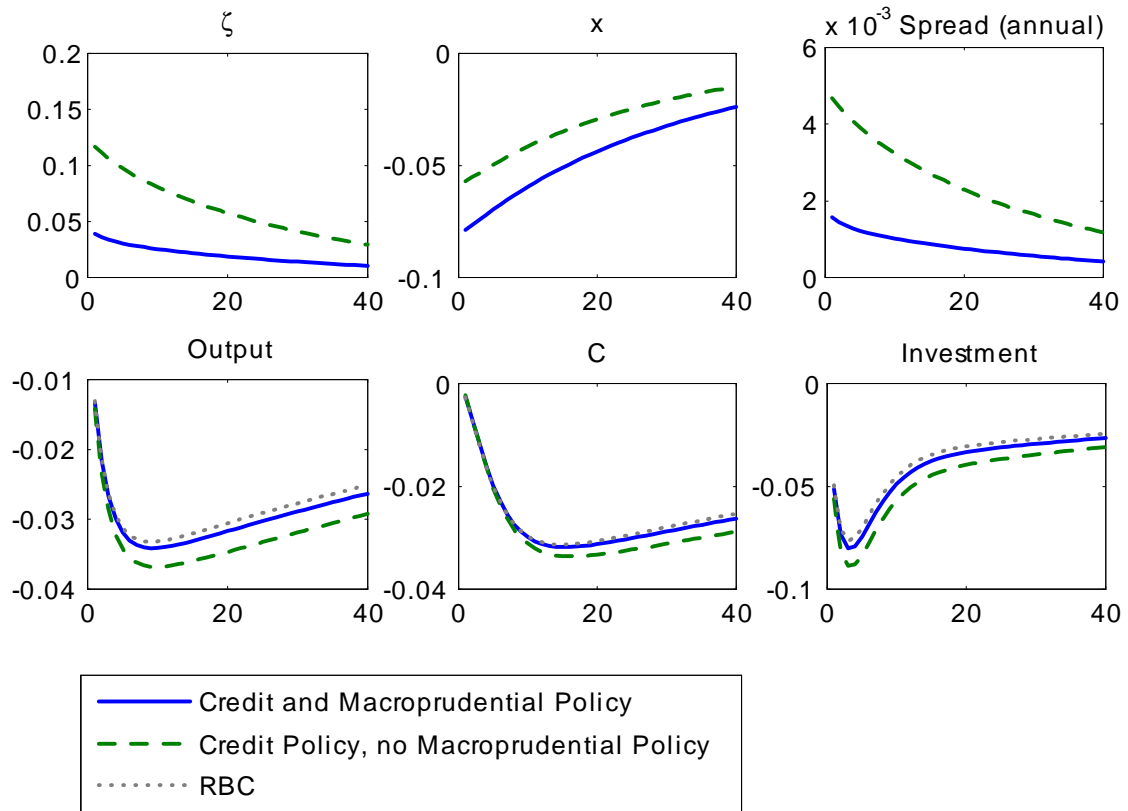 ζ
x
x 10^-3 Spread (annual)
0.2
0.15
0.1
0.05
0
0 20 40
0
-0.05
-0.1
0 20 40
6
4
2
0
0 20 40
Output
C
Investment
-0.01
-0.02
-0.03
-0.04
0 20 40
0
-0.02
-0.04
0 20 40
0
-0.05
-0.1
0 20 40
Credit and Macroprudential Policy
Credit Policy, no Macroprudential Policy
RBC